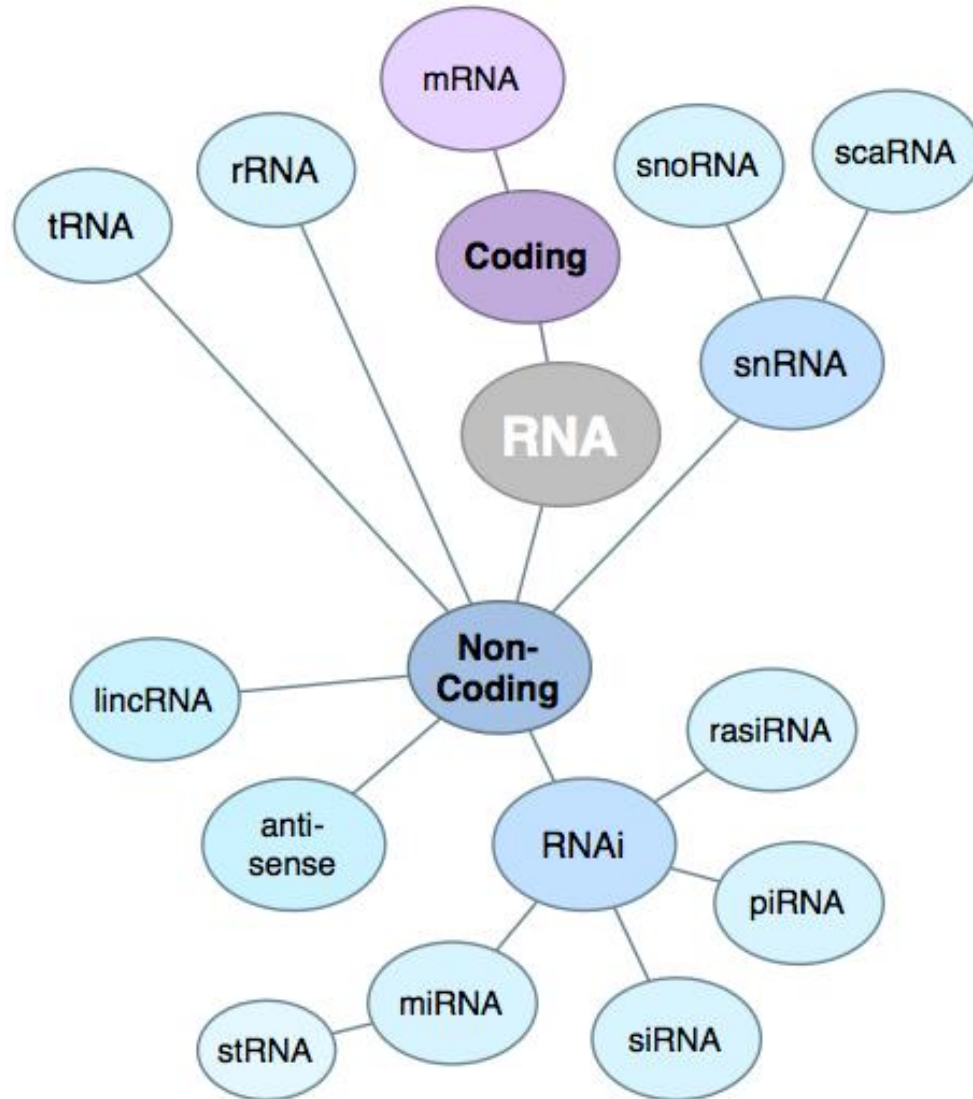 mRNA
snoRNA
scaRNA
rRNA
tRNA
Coding
snRNA
RNA
Non-
Coding
lincRNA
rasiRNA
anti-
sense
RNAi
piRNA
miRNA
siRNA
stRNA